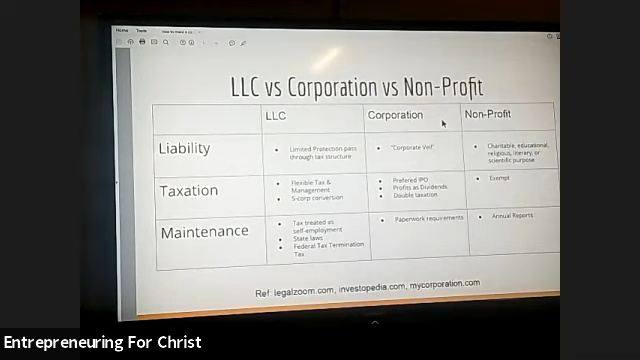 Home Tools
LLC vs Corporation vs Non-Profit
LLC
Corporation
Non-Profit
Liability
• Limited Protection pass
through tax structure
• "Corporate Veil"
• Charitable, educational,
religious, literary, or
scientific purpose
Taxation
• Flexible Tax &
Management
• S-corp conversion
• Prefered IPO
• Profits as Dividends
• Double taxation
• Exempt
Maintenance
• Tax treated as
self-employment
• State laws
• Federal Tax Termination
Tax
• Paperwork requirements
• Annual Reports
Ref: legalzoom.com, investopedia.com, mycorporation.com
Entrepreneuring For Christ